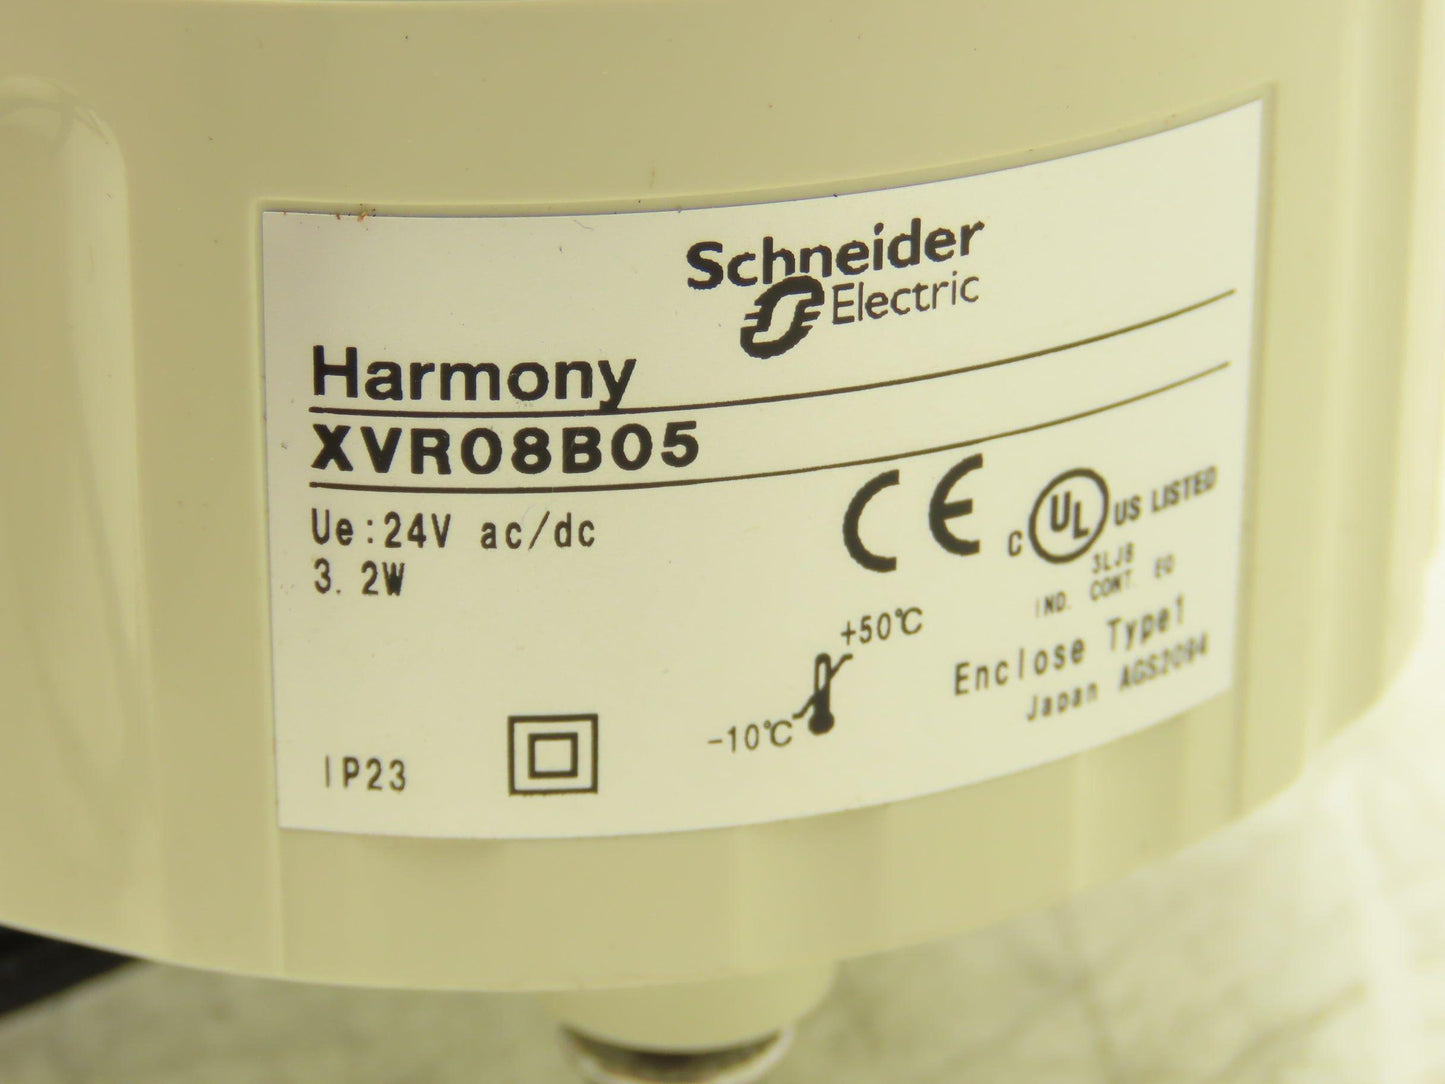 Schneider
Electric
Harmony
XVR08B05
Ue:24V ac/dc
3.2W
CE
C UL US LISTED
3LJ8
IND. CONT. EQ
+50℃
-10℃
Enclose Type1
Japan AGS2094
IP23